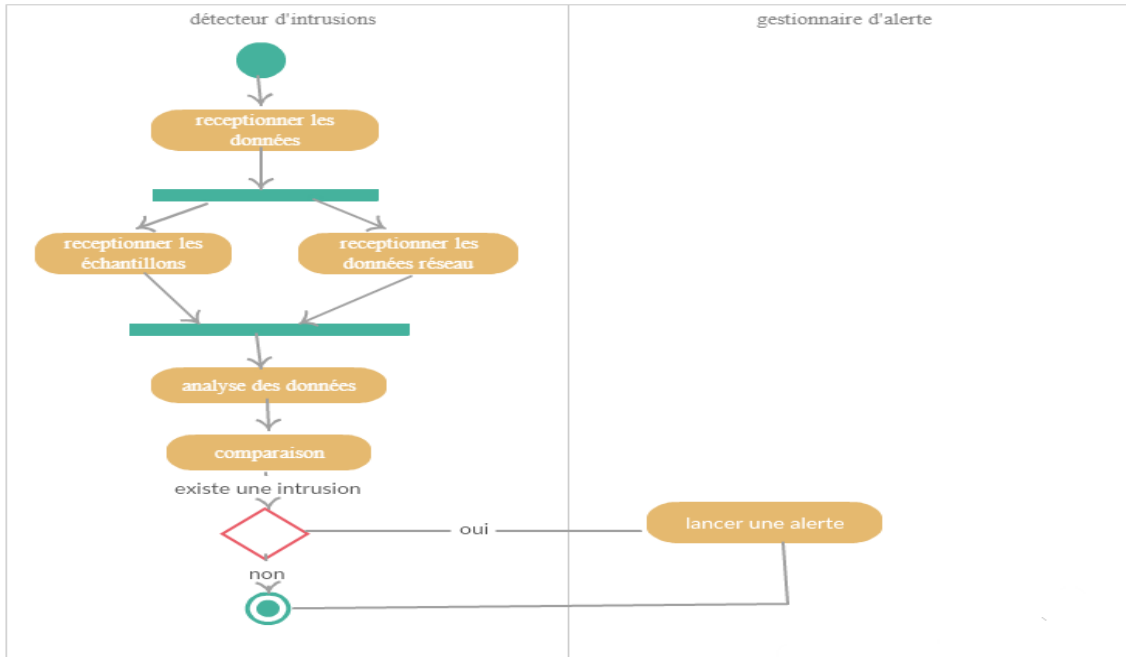 détecteur d'intrusions
gestionnaire d'alerte
receptionner les
données
receptionner les
échantillons
receptionner les
données réseau
analyse des données
comparaison
existe une intrusion
oui
lancer une alerte
non